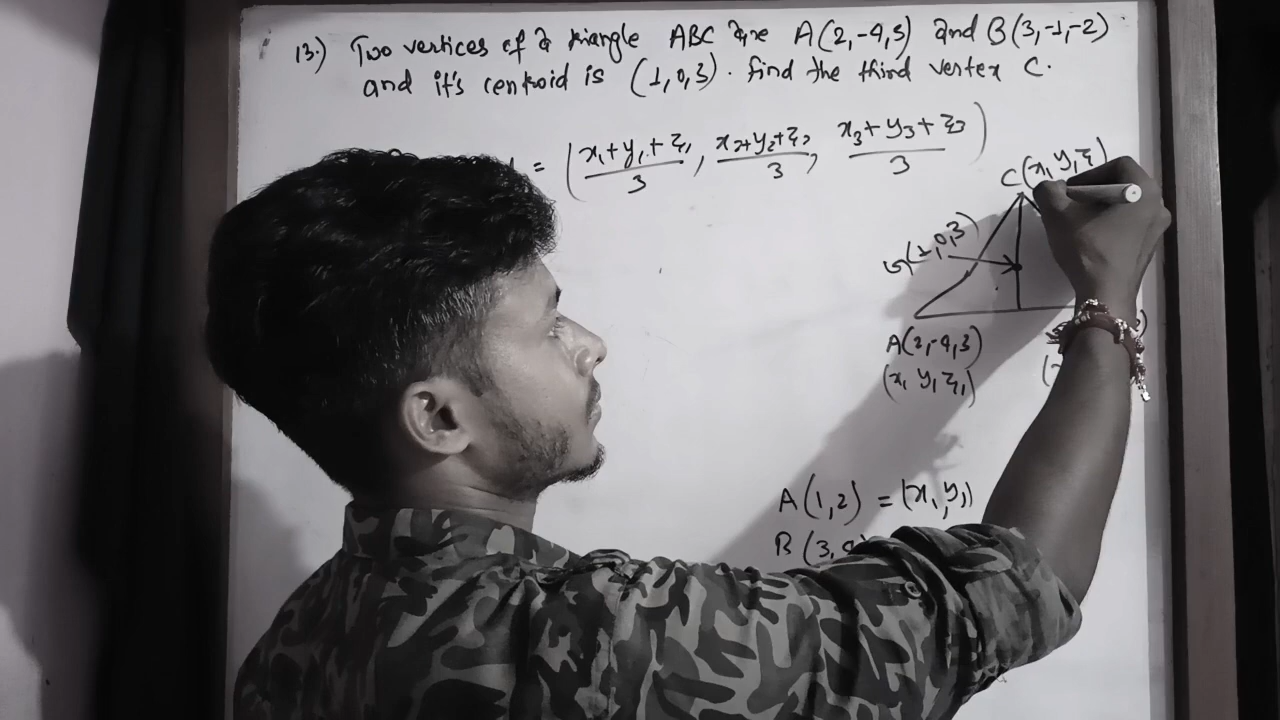 13.) Two vertices of a triangle ABC are A(2,-4,3) and B(3,-1,-2)
and it's centroid is (1,0,3). find the third vertex C.
= (x₁+y₁+z₁/3, x₂+y₂+z₂/3, x₃+y₃+z₃/3)
C(x,y,z)
G(1,0,3)
A(2,-4,3)
(x₁ y₁ z₁)
A(1,2) = (x₁,y₁)
B(3,